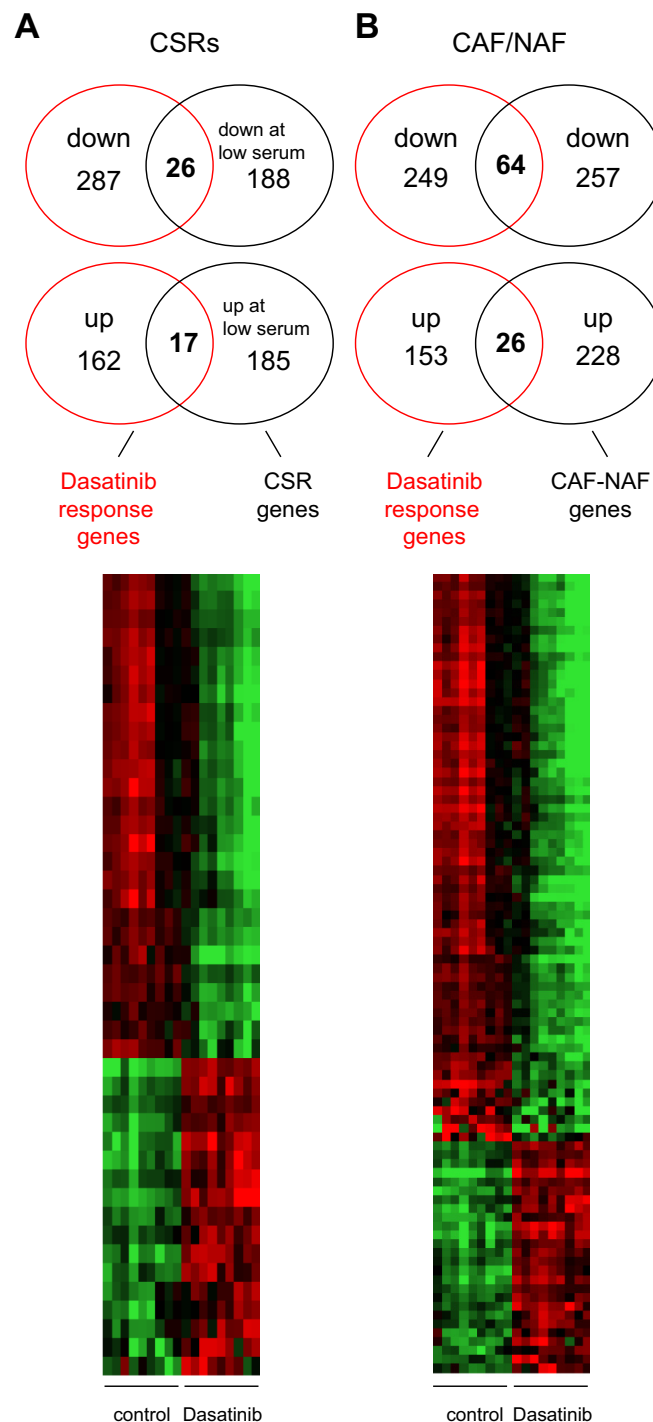 A
CSRs
down
287
26
down at
low serum
188
up
162
17
up at
low serum
185
Dasatinib
response
genes
CSR
genes
control
Dasatinib
B
CAF/NAF
down
249
64
down
257
up
153
26
up
228
Dasatinib
response
genes
CAF-NAF
genes
control
Dasatinib